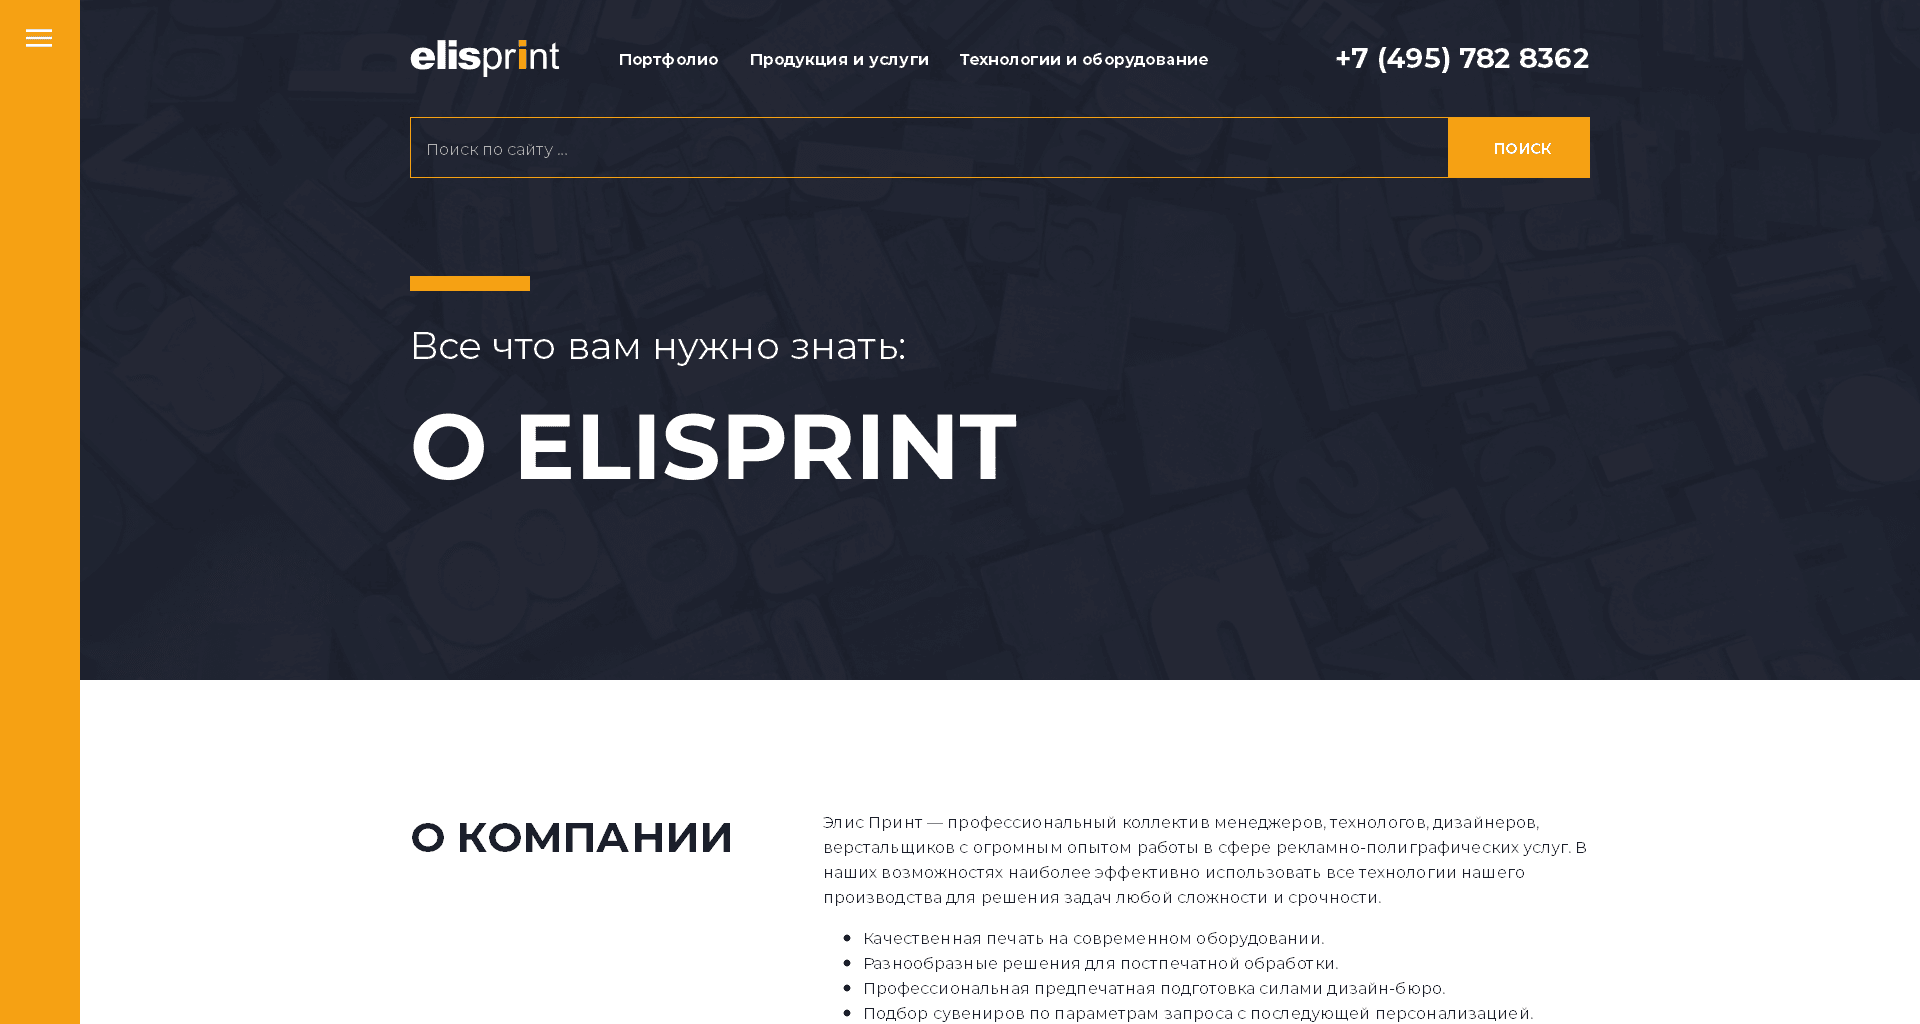 elisprint
Портфолио
Продукция и услуги
Технологии и оборудование
+7 (495) 782 8362
Поиск по сайту ...
ПОИСК
Все что вам нужно знать:
О ELISPRINT
О КОМПАНИИ
Элис Принт — профессиональный коллектив менеджеров, технологов, дизайнеров,
верстальщиков с огромным опытом работы в сфере рекламно-полиграфических услуг. В
наших возможностях наиболее эффективно использовать все технологии нашего
производства для решения задач любой сложности и срочности.
Качественная печать на современном оборудовании.
Разнообразные решения для постпечатной обработки.
Профессиональная предпечатная подготовка силами дизайн-бюро.
Подбор сувениров по параметрам запроса с последующей персонализацией.